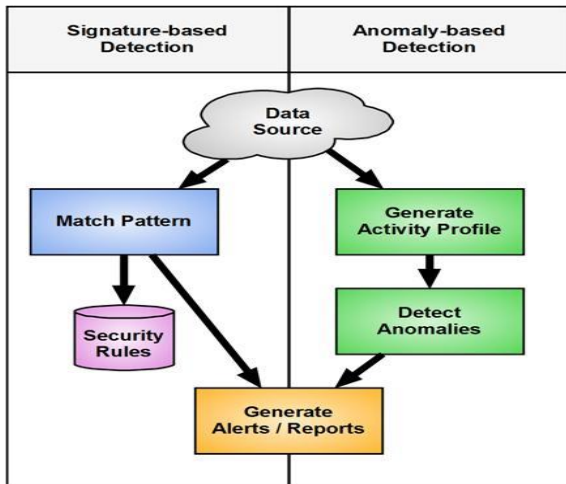 Signature-based
Detection
Anomaly-based
Detection
Data
Source
Match Pattern
Generate
Activity Profile
Security
Rules
Detect
Anomalies
Generate
Alerts / Reports